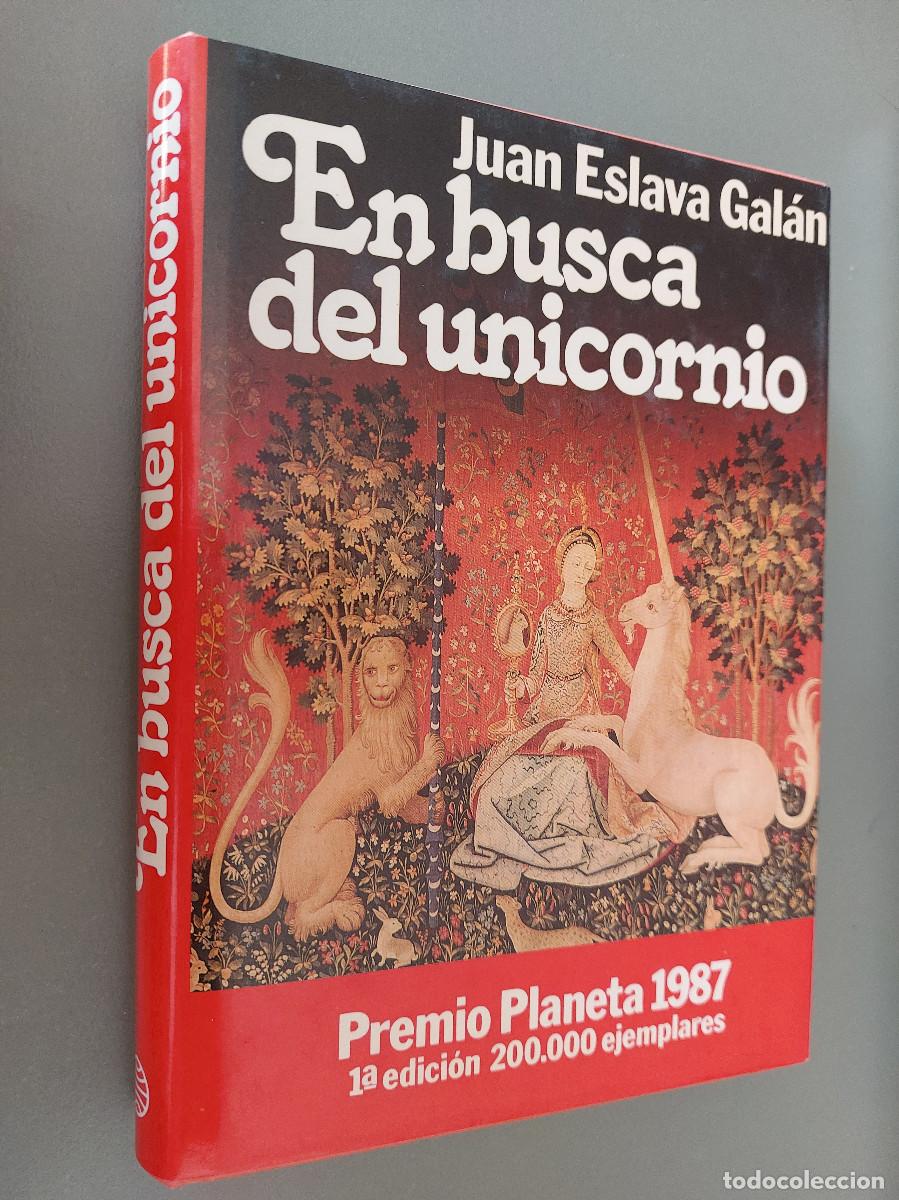 En busca del unicornio
Juan Eslava Galán
En busca
del unicornio
Premio Planeta 1987
1ª edición 200.000 ejemplares
todocoleccion